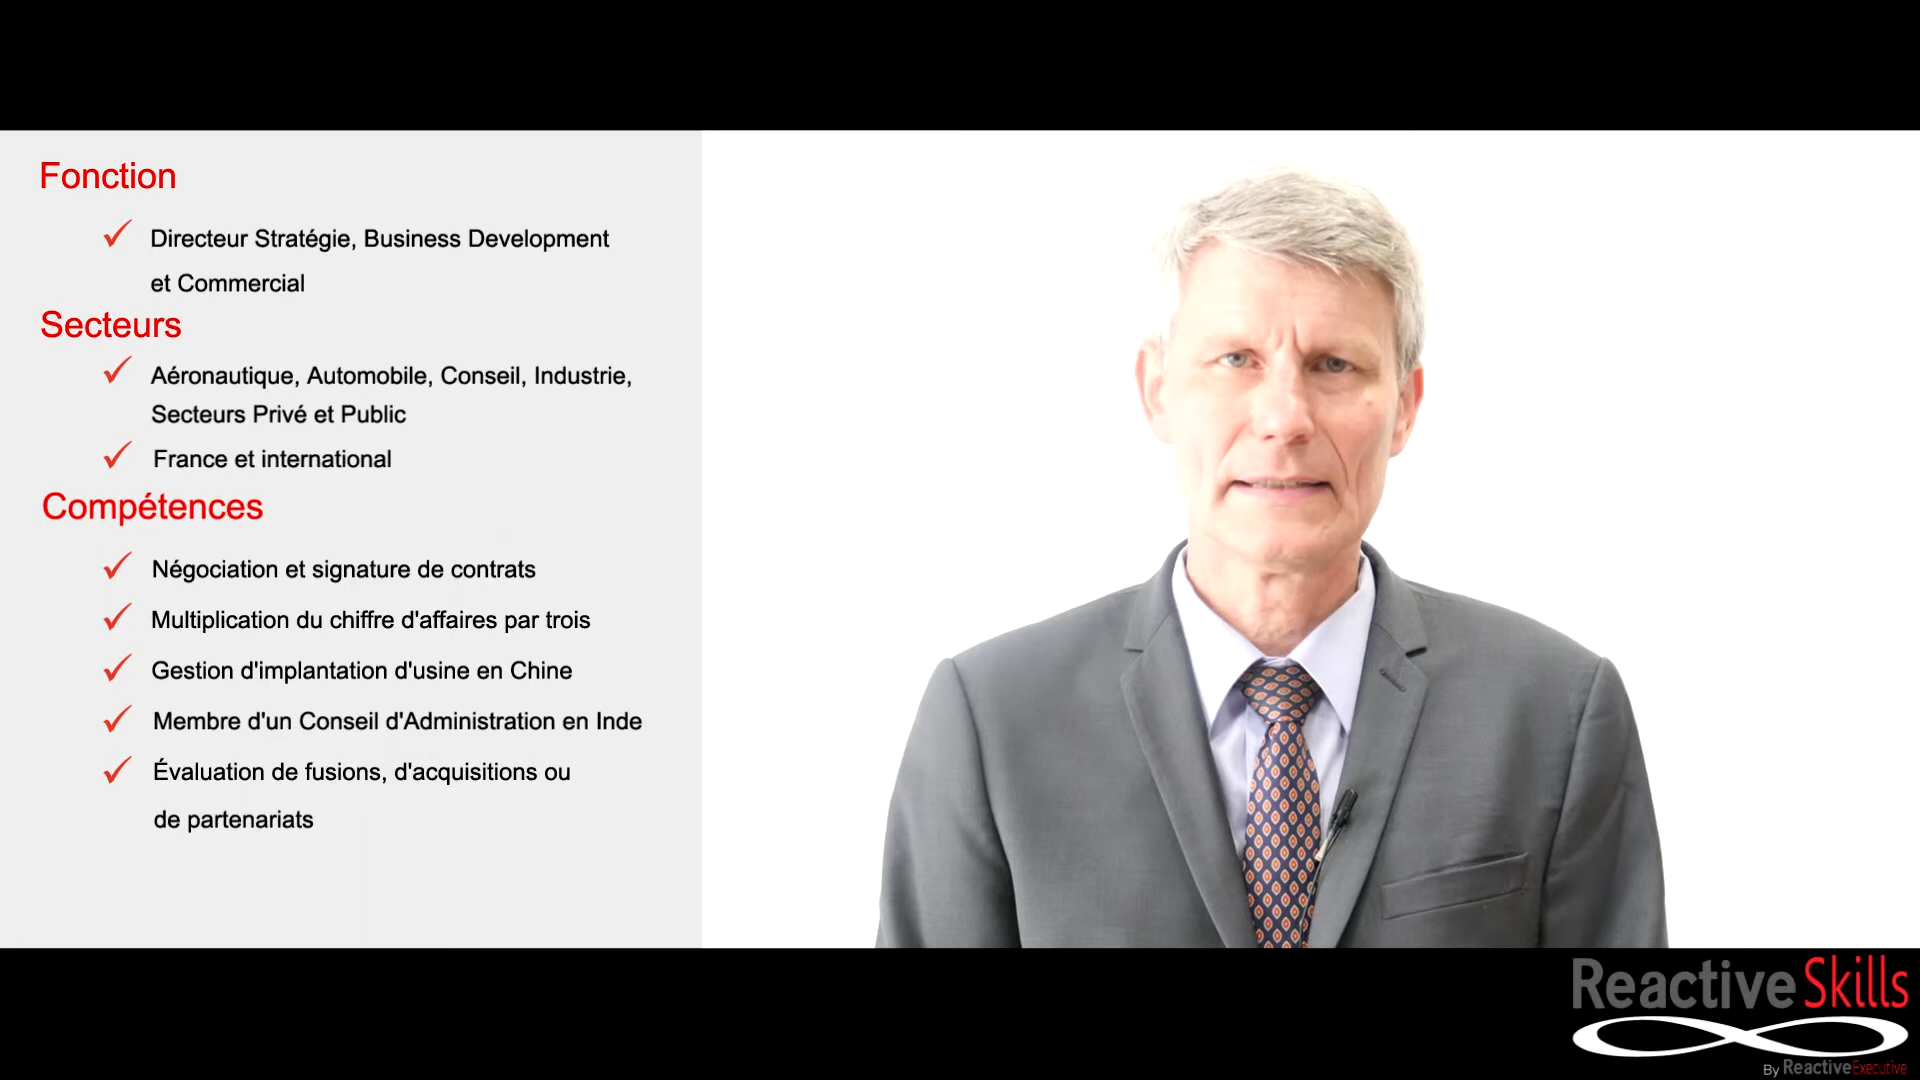 Fonction
Directeur Stratégie, Business Development
et Commercial
Secteurs
Aéronautique, Automobile, Conseil, Industrie,
Secteurs Privé et Public
France et international
Compétences
Négociation et signature de contrats
Multiplication du chiffre d'affaires par trois
Gestion d'implantation d'usine en Chine
Membre d'un Conseil d'Administration en Inde
Évaluation de fusions, d'acquisitions ou
de partenariats
ReactiveSkills
By ReactiveExecutive